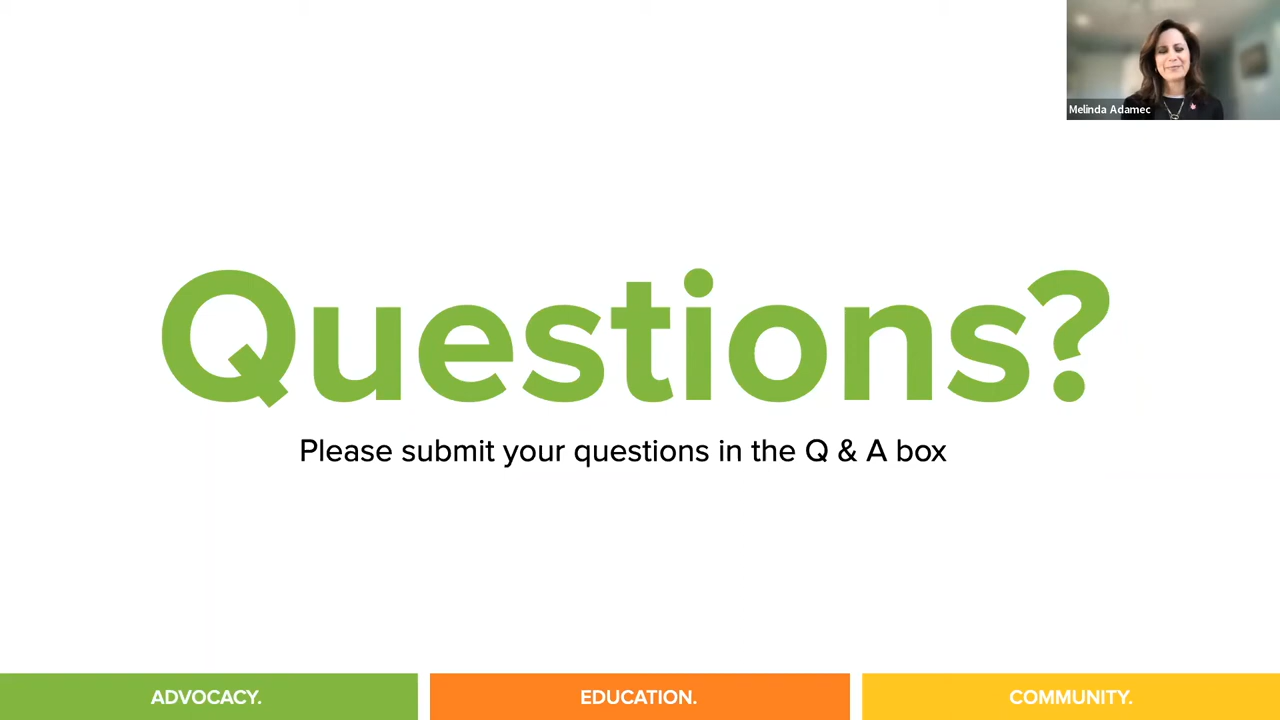 Melinda Adamec
Questions?
Please submit your questions in the Q & A box
ADVOCACY.
EDUCATION.
COMMUNITY.